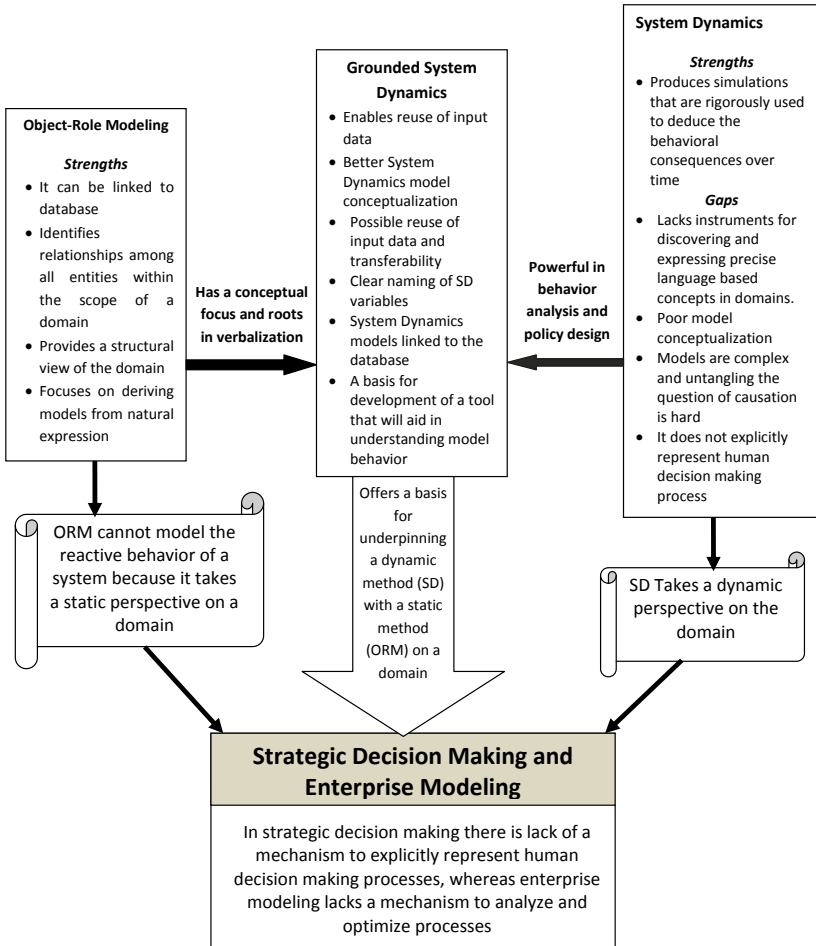 Object-Role Modeling
Strengths
• It can be linked to
database
• Identifies
relationships among
all entities within
the scope of a
domain
• Provides a structural
view of the domain
• Focuses on deriving
models from natural
expression
Has a conceptual
focus and roots
in verbalization
Grounded System
Dynamics
• Enables reuse of input
data
• Better System
Dynamics model
conceptualization
• Possible reuse of
input data and
transferability
• Clear naming of SD
variables
• System Dynamics
models linked to the
database
• A basis for
development of a tool
that will aid in
understanding model
behavior
Powerful in
behavior
analysis and
policy design
System Dynamics
Strengths
• Produces simulations
that are rigorously used
to deduce the
behavioral
consequences over
time
Gaps
• Lacks instruments for
discovering and
expressing precise
language based
concepts in domains.
• Poor model
conceptualization
• Models are complex
and untangling the
question of causation
is hard
• It does not explicitly
represent human
decision making
process
ORM cannot model the
reactive behavior of a
system because it takes
a static perspective on a
domain
Offers a basis
for
underpinning
a dynamic
method (SD)
with a static
method
(ORM) on a
domain
SD Takes a dynamic
perspective on the
domain
Strategic Decision Making and
Enterprise Modeling
In strategic decision making there is lack of a
mechanism to explicitly represent human
decision making processes, whereas enterprise
modeling lacks a mechanism to analyze and
optimize processes